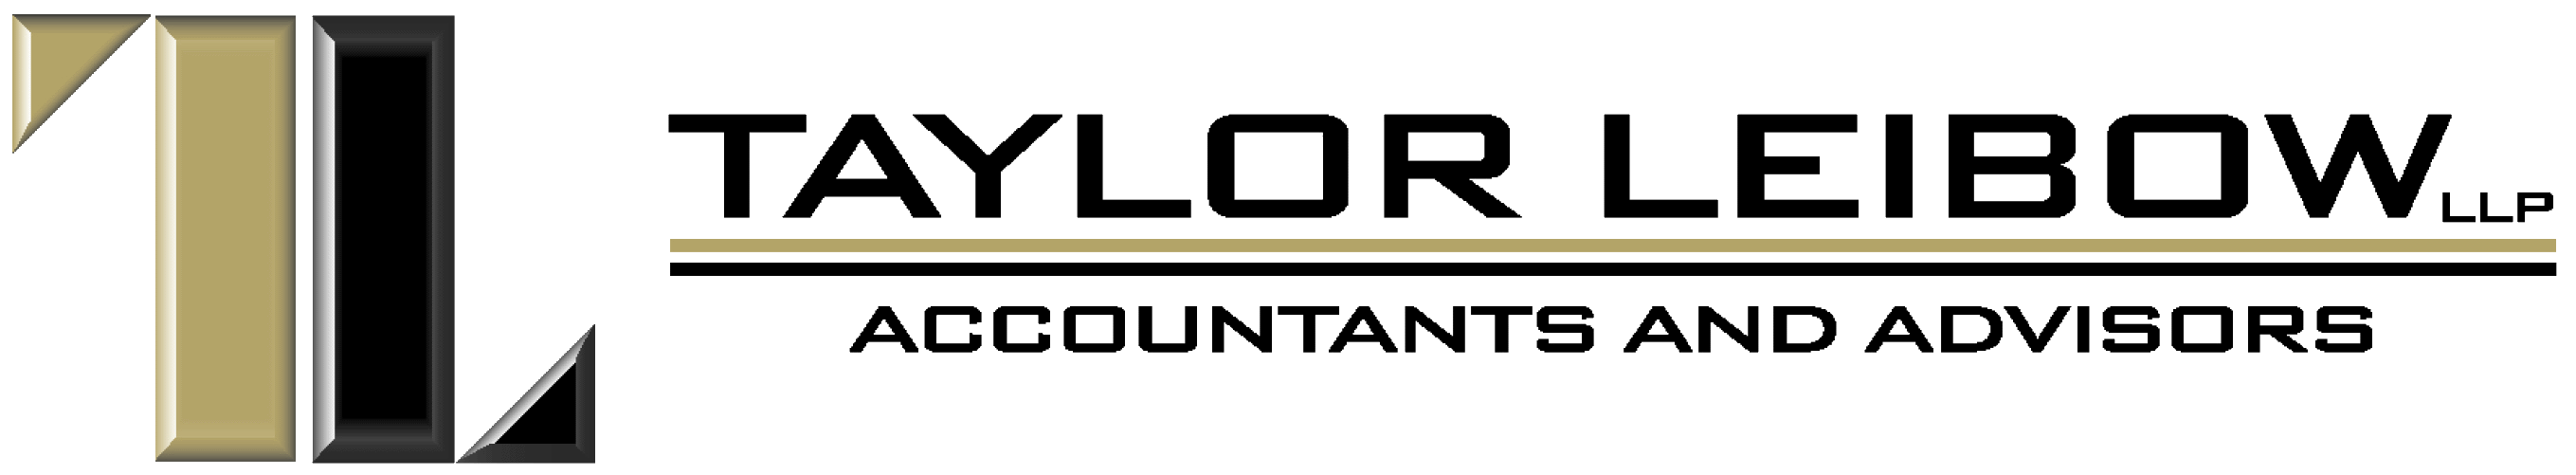 TAYLOR LEIBOW LLP
ACCOUNTANTS AND ADVISORS